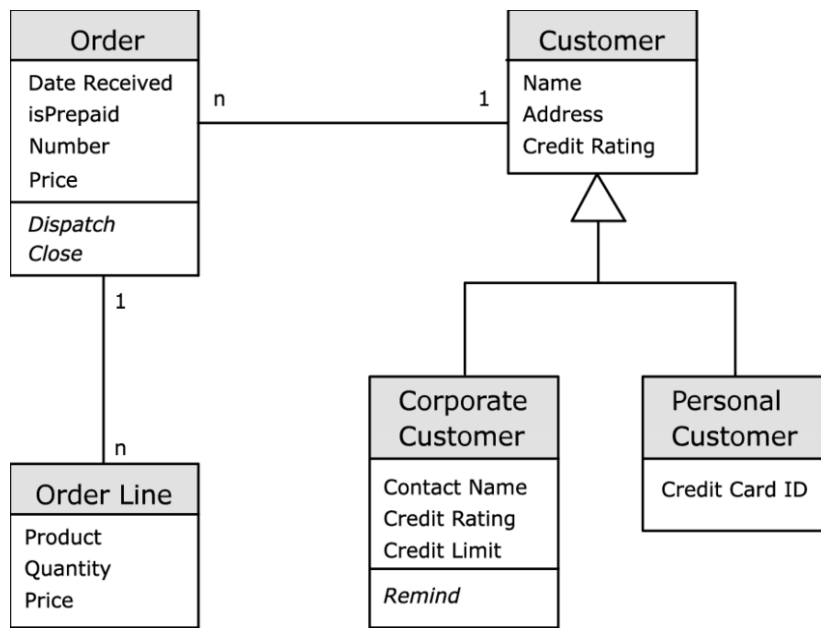 Order
Date Received
isPrepaid
Number
Price
Dispatch
Close
n
1
Customer
Name
Address
Credit Rating
1
n
Order Line
Product
Quantity
Price
Corporate
Customer
Contact Name
Credit Rating
Credit Limit
Remind
Personal
Customer
Credit Card ID